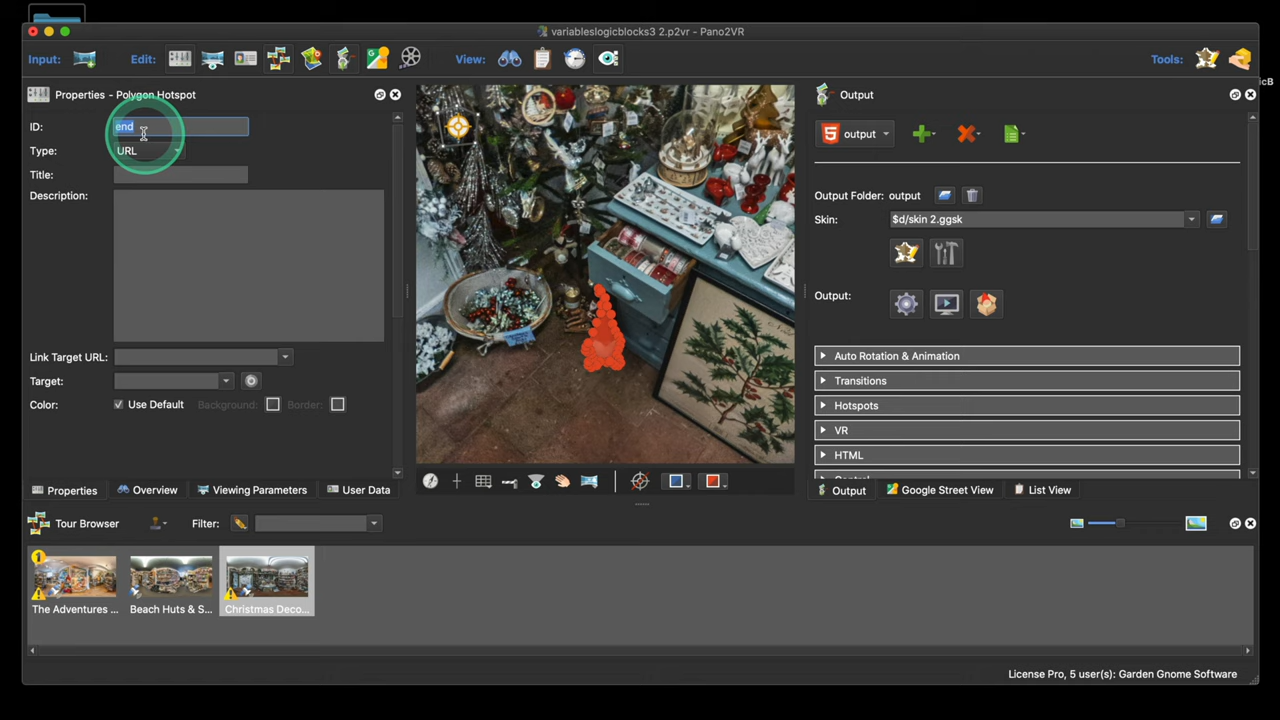 variableslogicblocks3 2.p2vr - Pano2VR
Input:
Edit:
View:
Tools:
Properties - Polygon Hotspot
ID:
end
Type:
URL
Title:
Description:
Link Target URL:
Target:
Color:
Use Default
Background:
Border:
Properties
Overview
Viewing Parameters
User Data
Output
output
Output Folder: output
Skin:
$d/skin 2.ggsk
Output:
Auto Rotation & Animation
Transitions
Hotspots
VR
HTML
Output
Google Street View
List View
Tour Browser
Filter:
1
The Adventures ...
Beach Huts & S...
Christmas Deco...
License Pro, 5 user(s): Garden Gnome Software